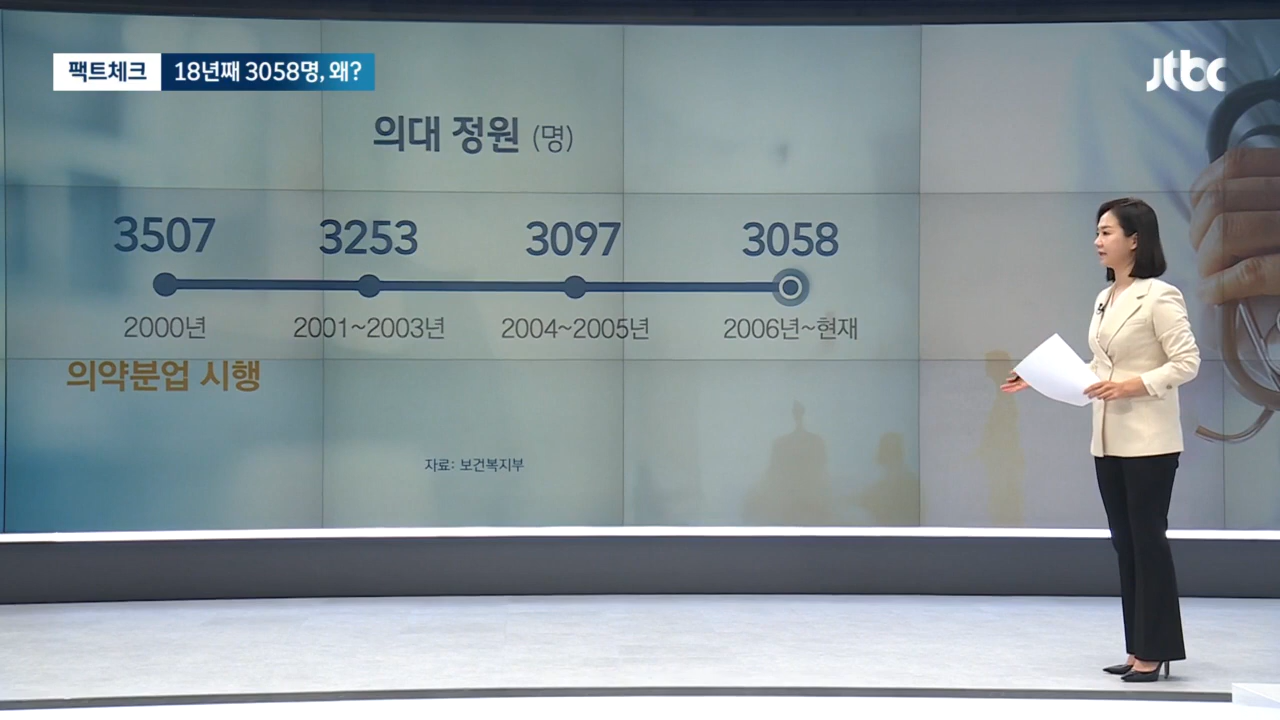 팩트체크 18년째 3058명, 왜?
jtbc
의대 정원 (명)
3507 3253 3097 3058
2000년 2001~2003년 2004~2005년 2006년~현재
의약분업 시행
자료: 보건복지부